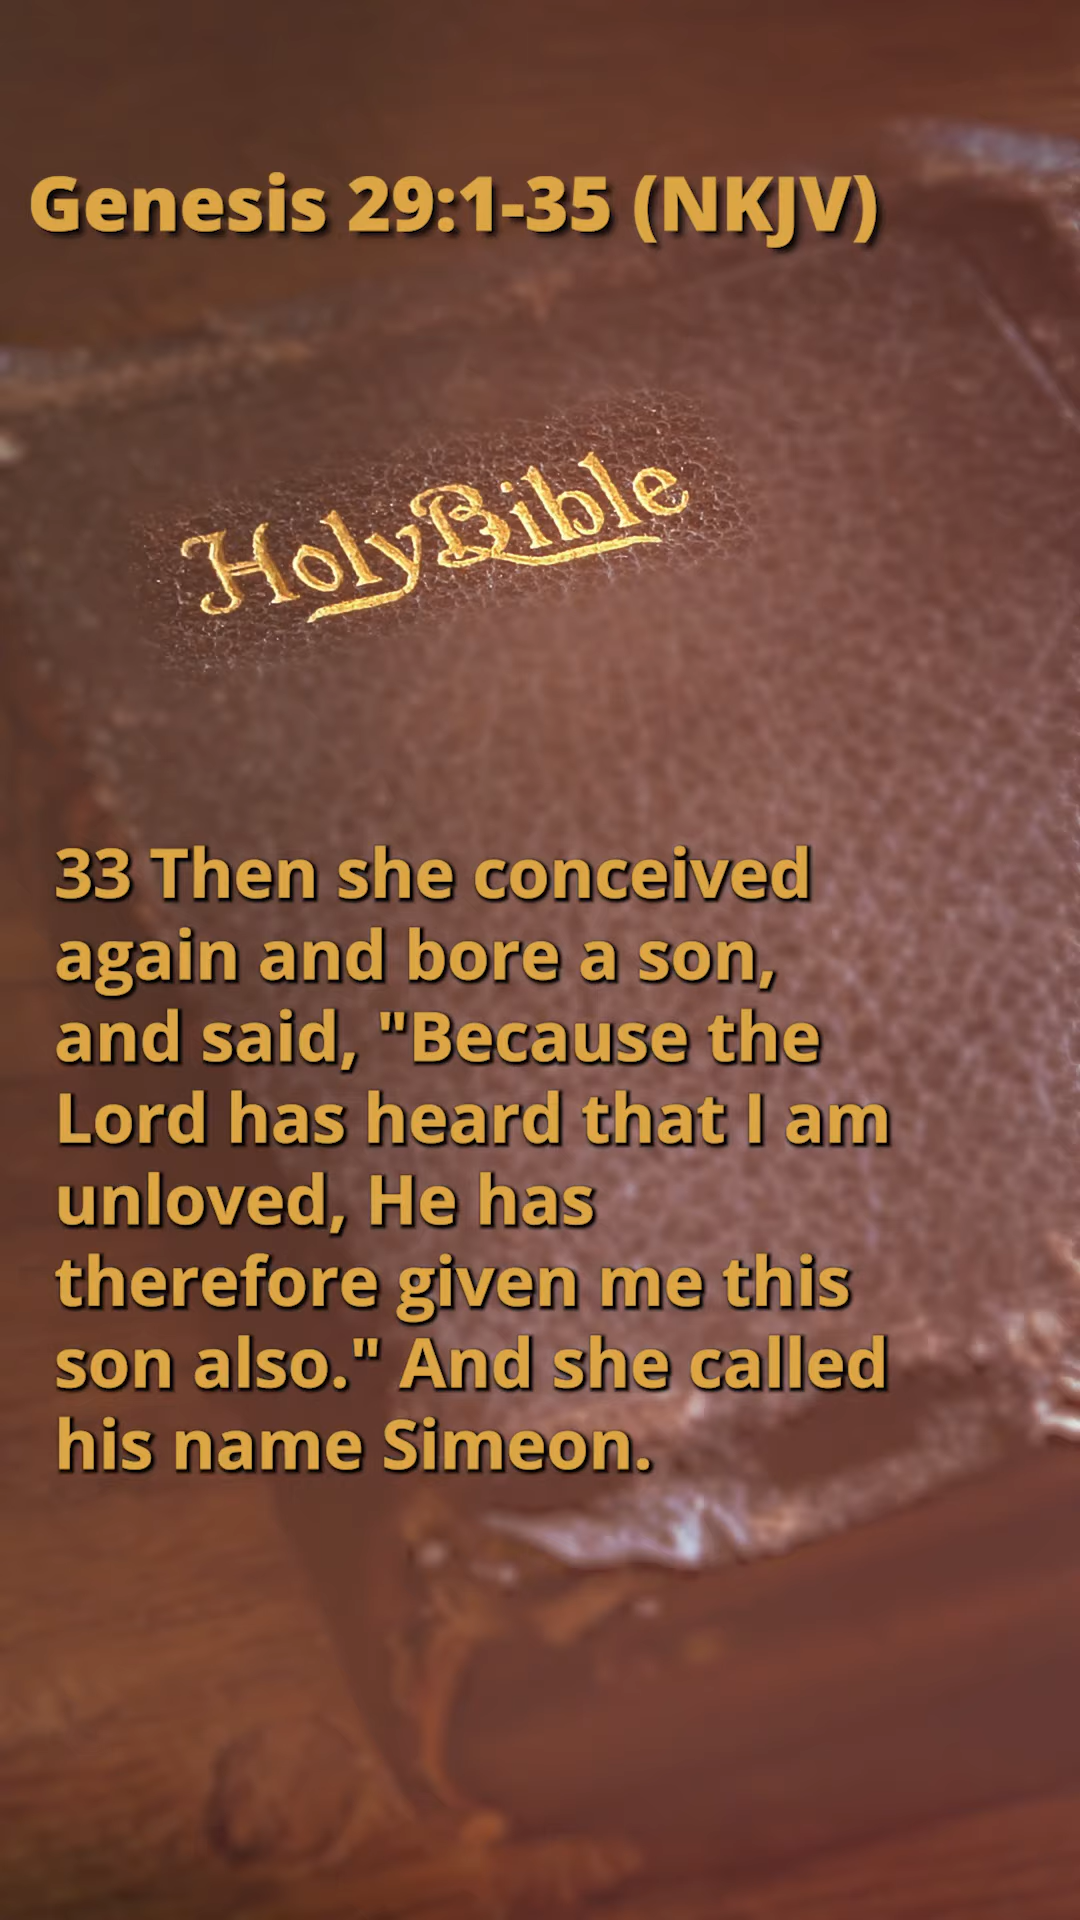 Genesis 29:1-35 (NKJV)
HolyBible
33 Then she conceived
again and bore a son,
and said, "Because the
Lord has heard that I am
unloved, He has
therefore given me this
son also." And she called
his name Simeon.